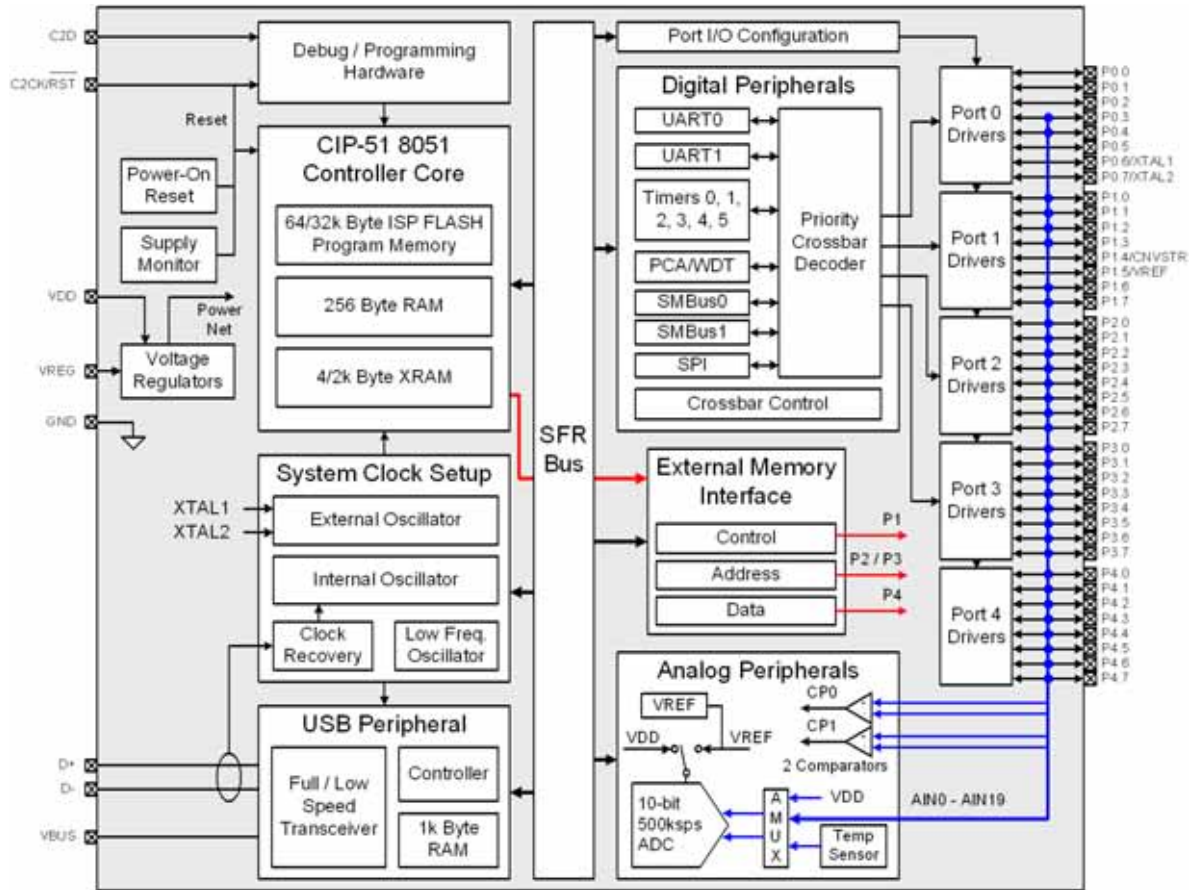 C2D
C2CK/RST
VDD
VREG
GND
D+
D-
VBUS
Debug / Programming
Hardware
Reset
Power-On
Reset
Supply
Monitor
Power
Net
Voltage
Regulators
CIP-51 8051
Controller Core
64/32k Byte ISP FLASH
Program Memory
256 Byte RAM
4/2k Byte XRAM
System Clock Setup
XTAL1
XTAL2
External Oscillator
Internal Oscillator
Clock
Recovery
Low Freq.
Oscillator
USB Peripheral
Full / Low
Speed
Transceiver
Controller
1k Byte
RAM
SFR
Bus
Port I/O Configuration
Digital Peripherals
UART0
UART1
Timers 0, 1,
2, 3, 4, 5
PCA/WDT
SMBus0
SMBus1
SPI
Priority
Crossbar
Decoder
Crossbar Control
External Memory
Interface
Control
Address
Data
P1
P2 / P3
P4
Analog Peripherals
VREF
VDD
VREF
CP0
CP1
-
-
2 Comparators
10-bit
500ksps
ADC
A
M
U
X
VDD
Temp
Sensor
AIN0 - AIN19
Port 0
Drivers
Port 1
Drivers
Port 2
Drivers
Port 3
Drivers
Port 4
Drivers
P0.0
P0.1
P0.2
P0.3
P0.4
P0.5
P0.6/XTAL1
P0.7/XTAL2
P1.0
P1.1
P1.2
P1.3
P1.4/CNVSTR
P1.5/VREF
P1.6
P1.7
P2.0
P2.1
P2.2
P2.3
P2.4
P2.5
P2.6
P2.7
P3.0
P3.1
P3.2
P3.3
P3.4
P3.5
P3.6
P3.7
P4.0
P4.1
P4.2
P4.3
P4.4
P4.5
P4.6
P4.7